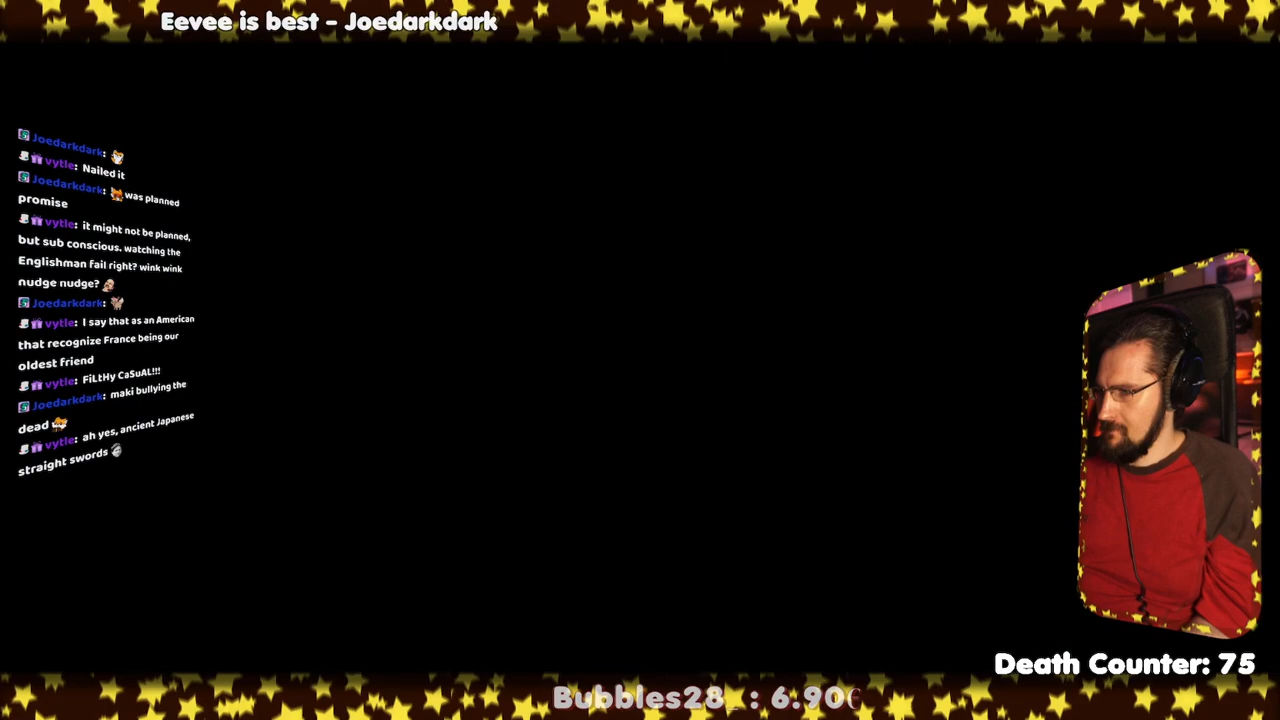 Eevee is best - Joedarkdark
Joedarkdark:
vytle: Nailed it
Joedarkdark: was planned
promise
vytle: it might not be planned,
but sub conscious. watching the
Englishman fail right? wink wink
nudge nudge?
Joedarkdark:
vytle: I say that as an American
that recognize France being our
oldest friend
vytle: FiLtHy CaSuAL!!!
Joedarkdark: maki bullying the
dead
vytle: ah yes, ancient Japanese
straight swords
Death Counter: 75
Bubbles28_ : 6.90€